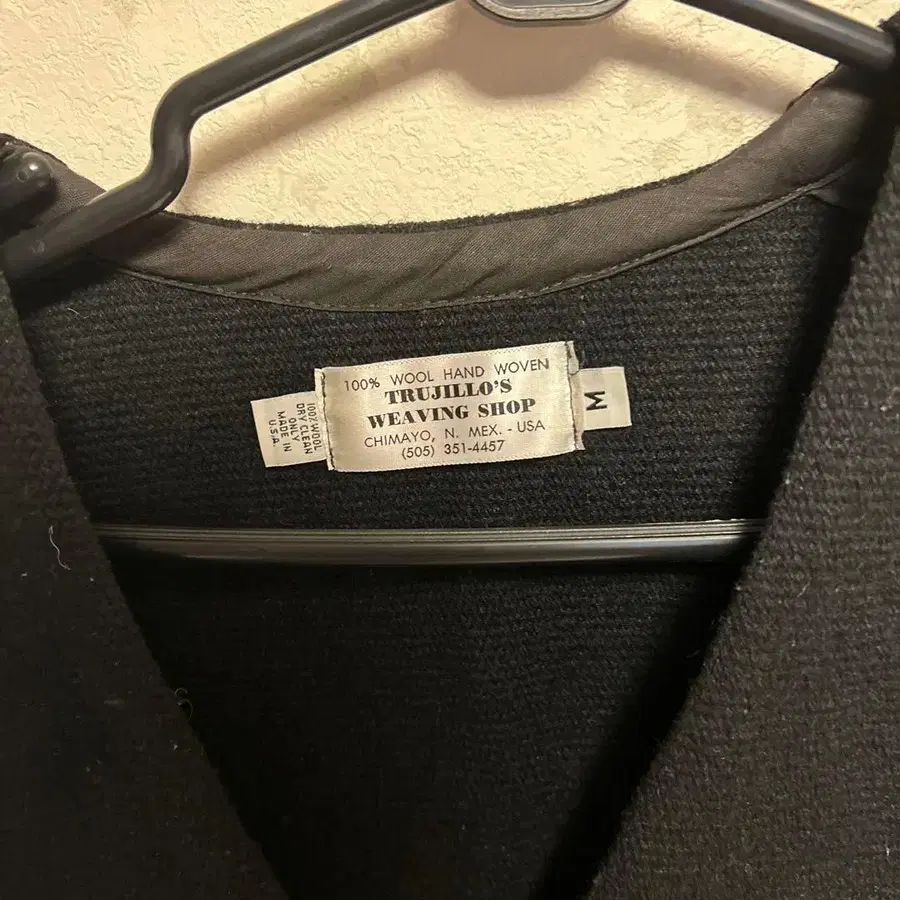 100% WOOL HAND WOVEN
TRUJILLO'S
WEAVING SHOP
CHIMAYO, N. MEX. - USA
(505) 351-4457
100% WOOL
DRY CLEAN
ONLY
MADE IN
U.S.A.
M